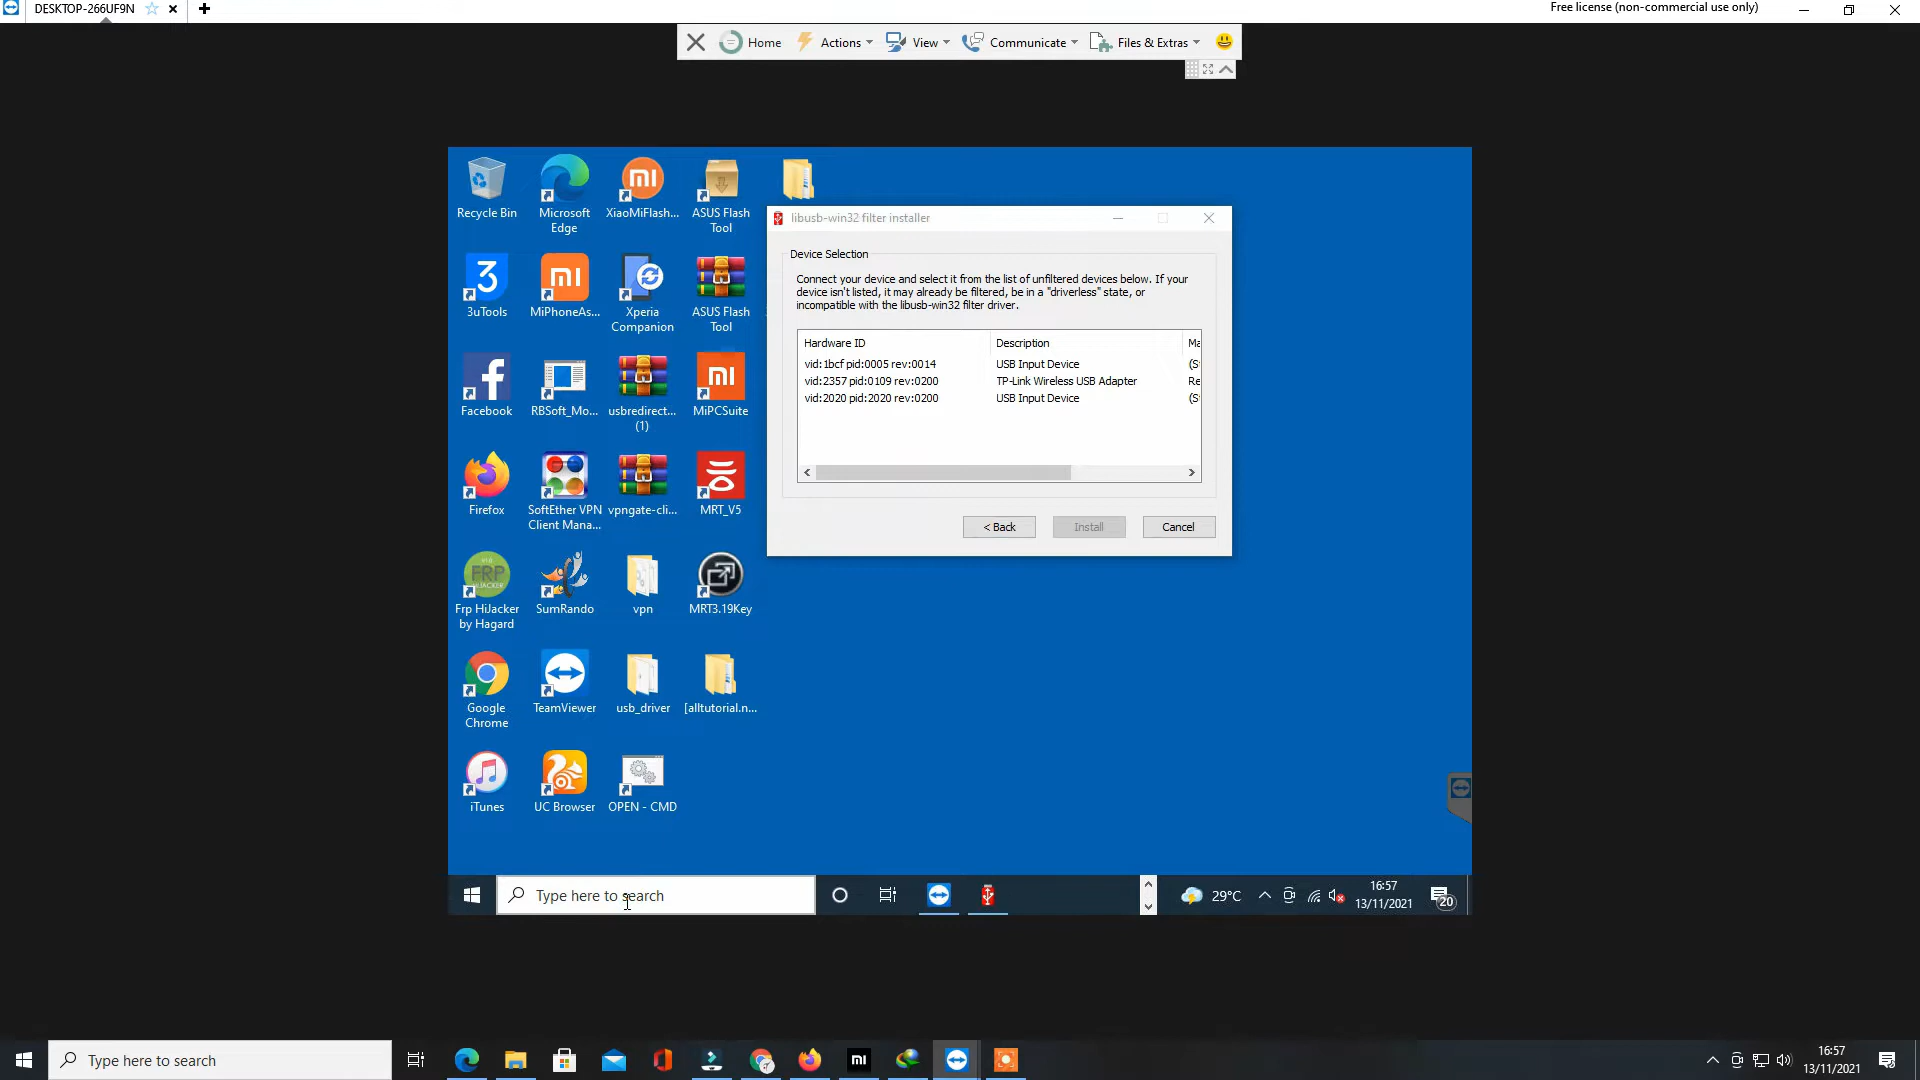 DESKTOP-266UF9N
Free license (non-commercial use only)
Home
Actions
View
Communicate
Files & Extras
Recycle Bin
Microsoft
Edge
XiaoMiFlash...
ASUS Flash
Tool
3uTools
MiPhoneAs...
Xperia
Companion
ASUS Flash
Tool
Facebook
RBSoft_Mo...
usbredirect...
(1)
MiPCSuite
Firefox
SoftEther VPN
Client Mana...
vpngate-cli...
MRT_V5
FRP
HIJACKER
Frp HiJacker
by Hagard
SumRando
vpn
MRT3.19Key
Google
Chrome
TeamViewer
usb_driver
[alltutorial.n...
iTunes
UC Browser
OPEN - CMD
libusb-win32 filter installer
Device Selection
Connect your device and select it from the list of unfiltered devices below. If your
device isn't listed, it may already be filtered, be in a "driverless" state, or
incompatible with the libusb-win32 filter driver.
Hardware ID Description Ma
vid:1bcf pid:0005 rev:0014 USB Input Device (S
vid:2357 pid:0109 rev:0200 TP-Link Wireless USB Adapter Re
vid:2020 pid:2020 rev:0200 USB Input Device (S
< Back
Install
Cancel
Type here to search
29°C
16:57
13/11/2021
20
Type here to search
16:57
13/11/2021